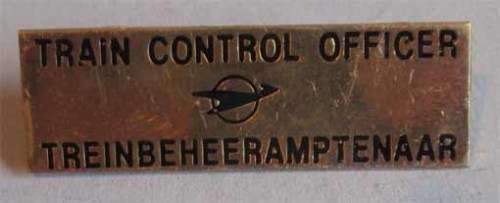 TRAiN CONTROL OFFICER
TREINBEHEERAMPTENAAR